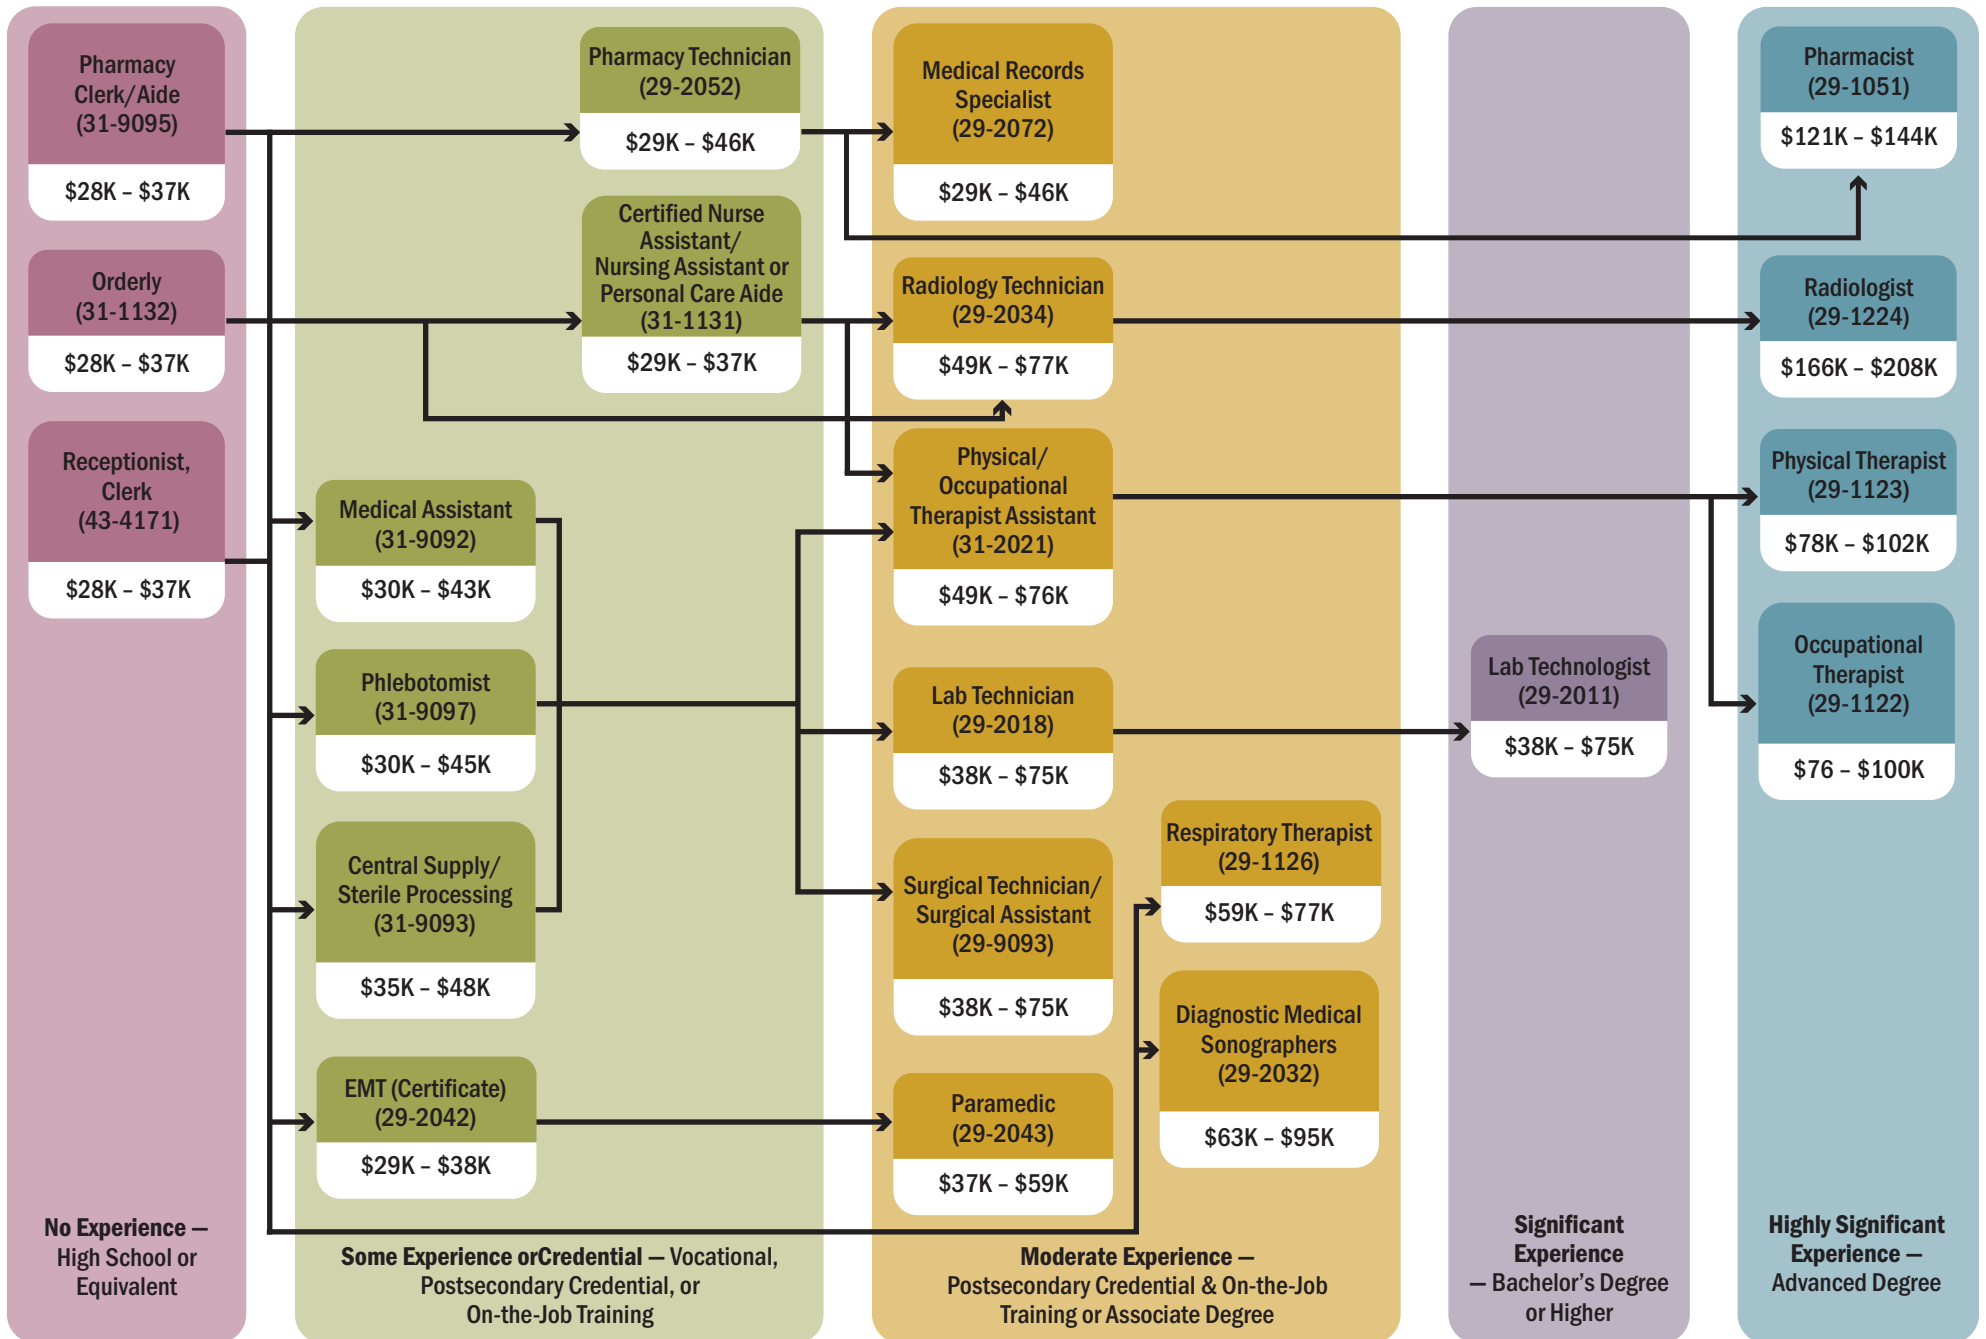 Pharmacy
Clerk/Aide
(31-9095)
$28K – $37K
Orderly
(31-1132)
$28K – $37K
Receptionist,
Clerk
(43-4171)
$28K – $37K
No Experience —
High School or
Equivalent
Pharmacy Technician
(29-2052)
$29K – $46K
Certified Nurse
Assistant/
Nursing Assistant or
Personal Care Aide
(31-1131)
$29K – $37K
Medical Assistant
(31-9092)
$30K – $43K
Phlebotomist
(31-9097)
$30K – $45K
Central Supply/
Sterile Processing
(31-9093)
$35K – $48K
EMT (Certificate)
(29-2042)
$29K – $38K
Some Experience orCredential — Vocational,
Postsecondary Credential, or
On-the-Job Training
Medical Records
Specialist
(29-2072)
$29K – $46K
Radiology Technician
(29-2034)
$49K – $77K
Physical/
Occupational
Therapist Assistant
(31-2021)
$49K – $76K
Lab Technician
(29-2018)
$38K – $75K
Surgical Technician/
Surgical Assistant
(29-9093)
$38K – $75K
Paramedic
(29-2043)
$37K – $59K
Respiratory Therapist
(29-1126)
$59K – $77K
Diagnostic Medical
Sonographers
(29-2032)
$63K – $95K
Moderate Experience —
Postsecondary Credential & On-the-Job
Training or Associate Degree
Lab Technologist
(29-2011)
$38K – $75K
Significant
Experience
— Bachelor's Degree
or Higher
Pharmacist
(29-1051)
$121K – $144K
Radiologist
(29-1224)
$166K – $208K
Physical Therapist
(29-1123)
$78K – $102K
Occupational
Therapist
(29-1122)
$76 – $100K
Highly Significant
Experience —
Advanced Degree